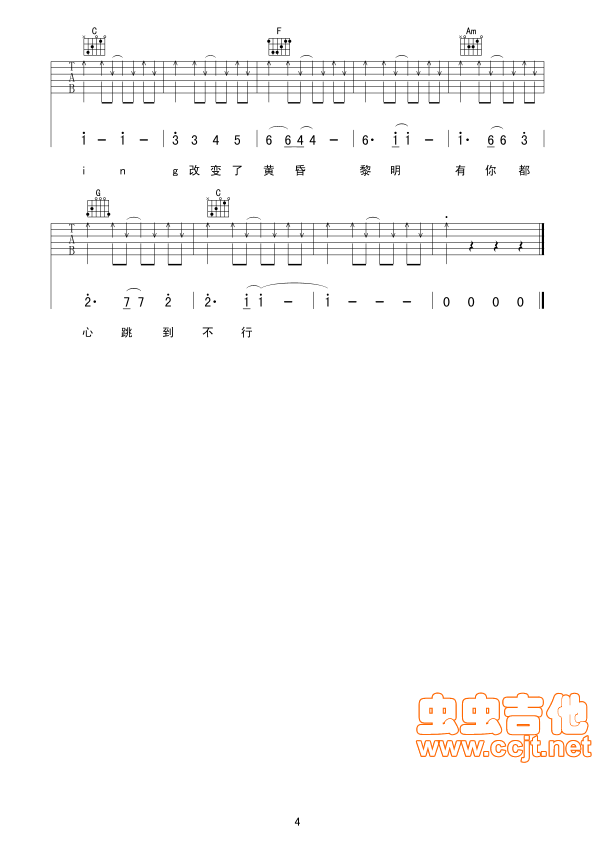 C F Am
T A B
i - i - 3 3 4 5 6 6 4 4 - 6· i i - i· 6 6 3
i n g 改 变 了 黄 昏 黎 明 有 你 都
G C
T A B
2· 7 7 2 2· i i - i - - - 0 0 0 0
心 跳 到 不 行
虫虫吉他
www.ccjt.net
4